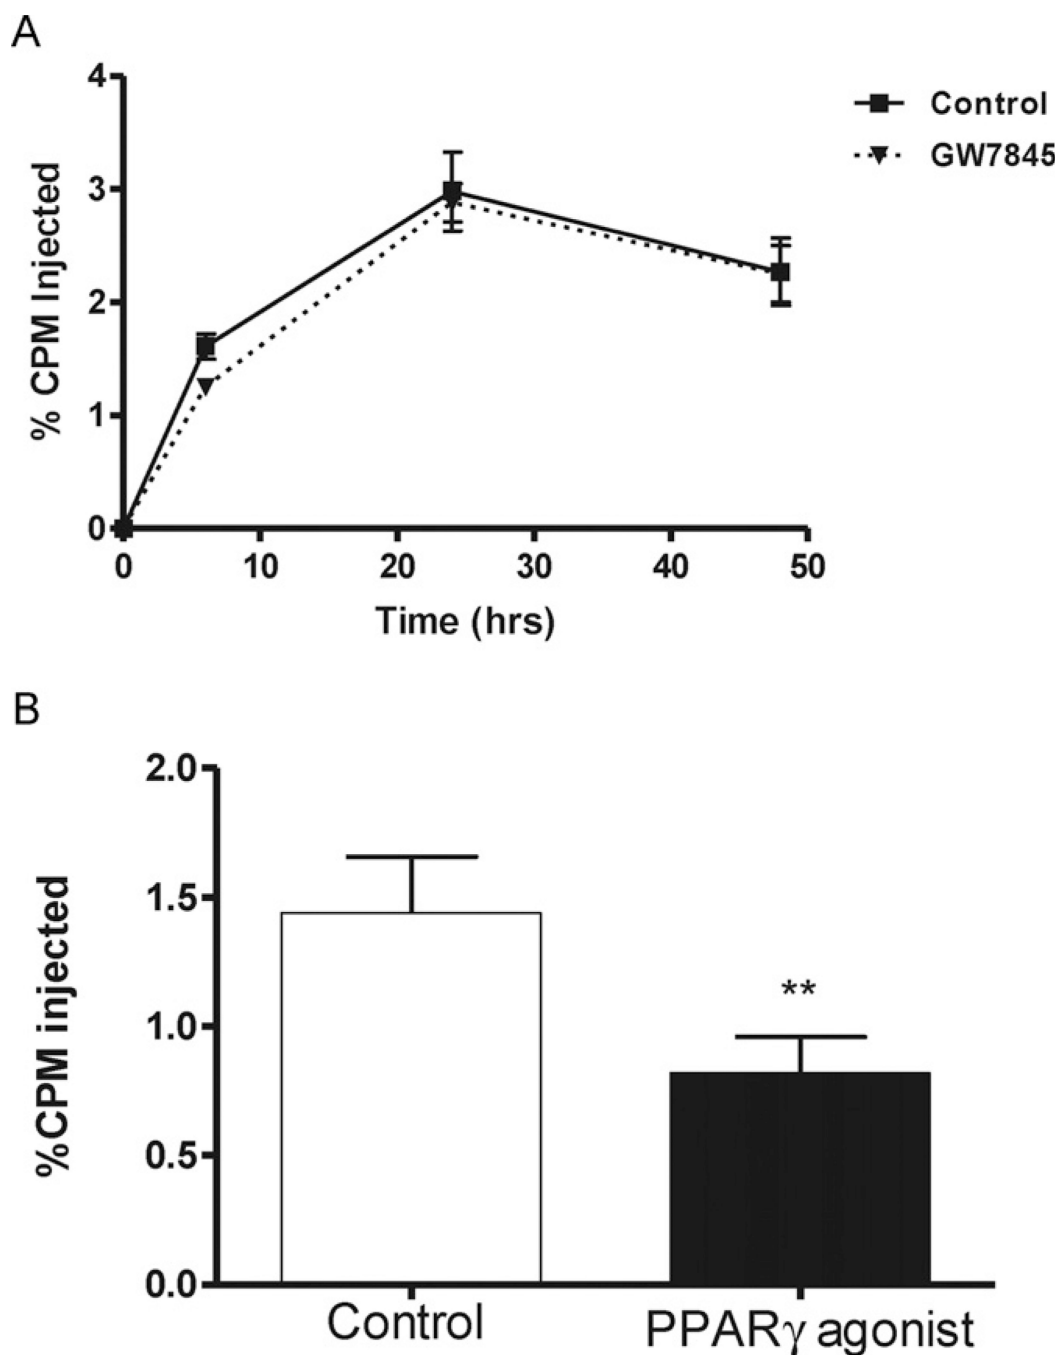 A
4
3
2
1
0
% CPM Injected
0 10 20 30 40 50
Time (hrs)
Control
GW7845
B
2.0
1.5
1.0
0.5
0.0
%CPM injected
**
Control PPARγ agonist